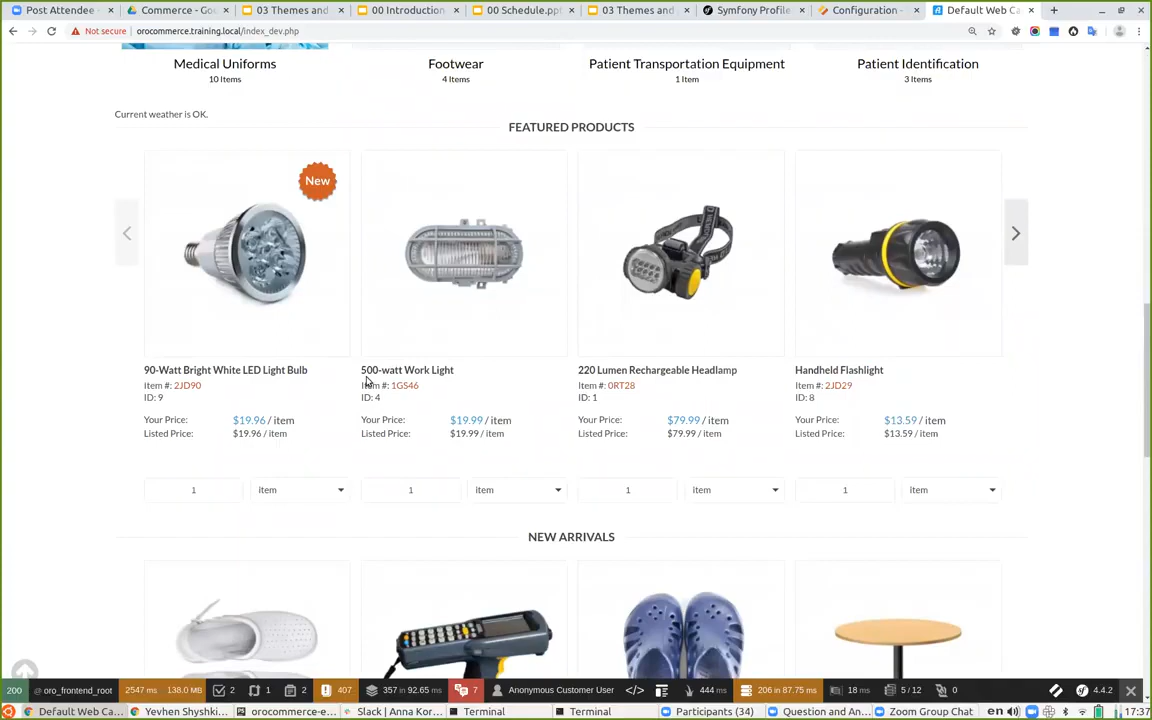 Post Attendee -
Commerce - Goo
03 Themes and
00 Introduction
00 Schedule.ppt
03 Themes and
Symfony Profile
Configuration -
Default Web Ca
Not secure
orocommerce.training.local/index_dev.php
Medical Uniforms
Footwear
Patient Transportation Equipment
Patient Identification
10 Items
4 Items
1 Item
3 Items
Current weather is OK.
FEATURED PRODUCTS
New
90-Watt Bright White LED Light Bulb
Item #: 2JD90
ID: 9
Your Price: $19.96 / item
Listed Price: $19.96 / item
1 item
500-watt Work Light
Item #: 1GS46
ID: 4
Your Price: $19.99 / item
Listed Price: $19.99 / item
1 item
220 Lumen Rechargeable Headlamp
Item #: 0RT28
ID: 1
Your Price: $79.99 / item
Listed Price: $79.99 / item
1 item
Handheld Flashlight
Item #: 2JD29
ID: 8
Your Price: $13.59 / item
Listed Price: $13.59 / item
1 item
NEW ARRIVALS
200 @ oro_frontend_root 2547 ms 138.0 MB 2 1 2 407 357 in 92.65 ms 7 Anonymous Customer User 444 ms 206 in 87.75 ms 18 ms 5 / 12 0 4.4.2
Default Web Ca...
Yevhen Shyshki...
orocommerce-e...
Slack | Anna Kor...
Terminal
Terminal
Participants (34)
Question and An...
Zoom Group Chat
en
17:37